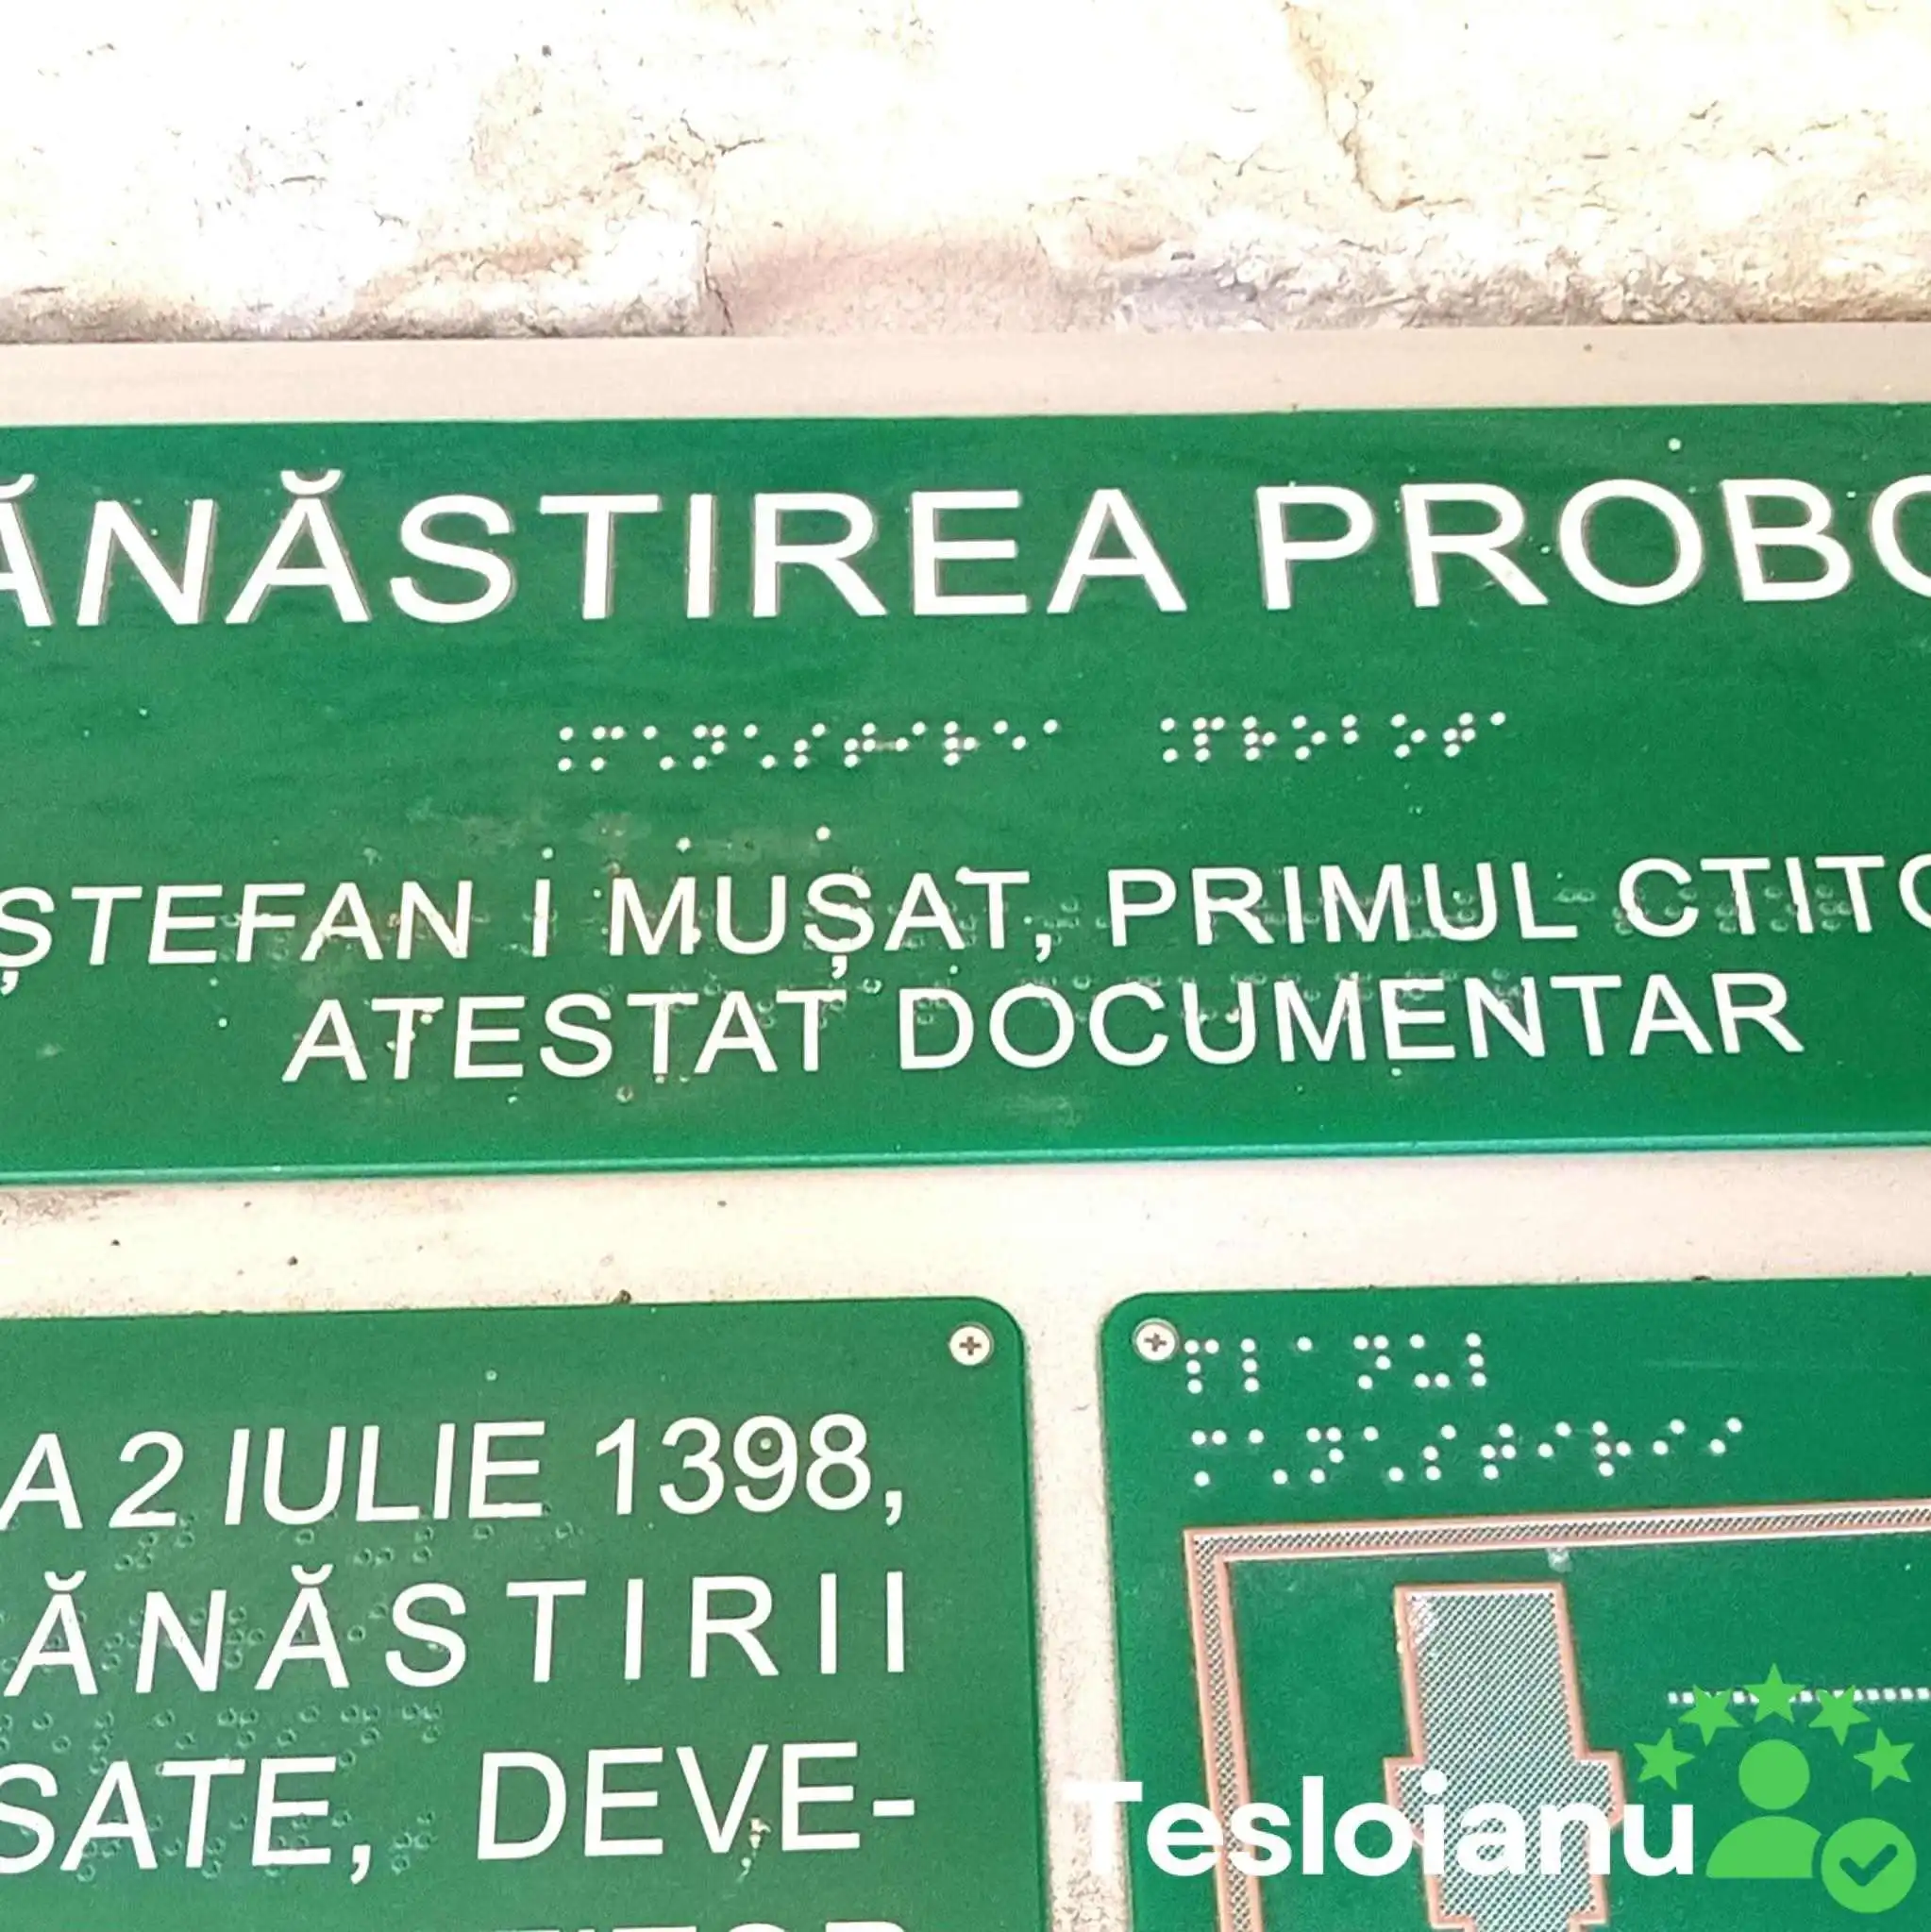 ĂNĂSTIREA PROBO
ȘTEFAN I MUȘAT, PRIMUL CTITO
ATESTAT DOCUMENTAR
A 2 IULIE 1398,
ĂNĂSTIRII
SATE, DEVE-
Tesloianu